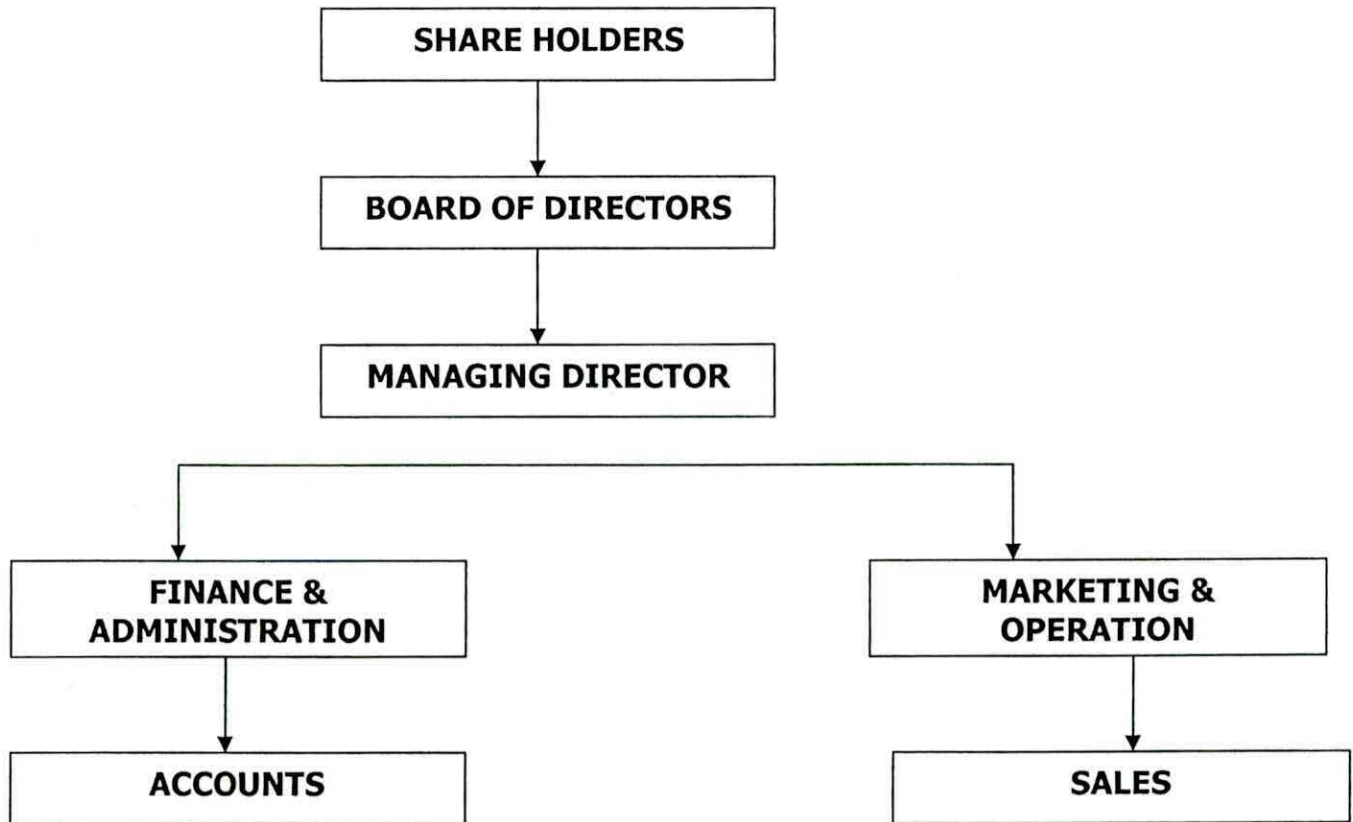 SHARE HOLDERS
BOARD OF DIRECTORS
MANAGING DIRECTOR
FINANCE &
ADMINISTRATION
MARKETING &
OPERATION
ACCOUNTS
SALES